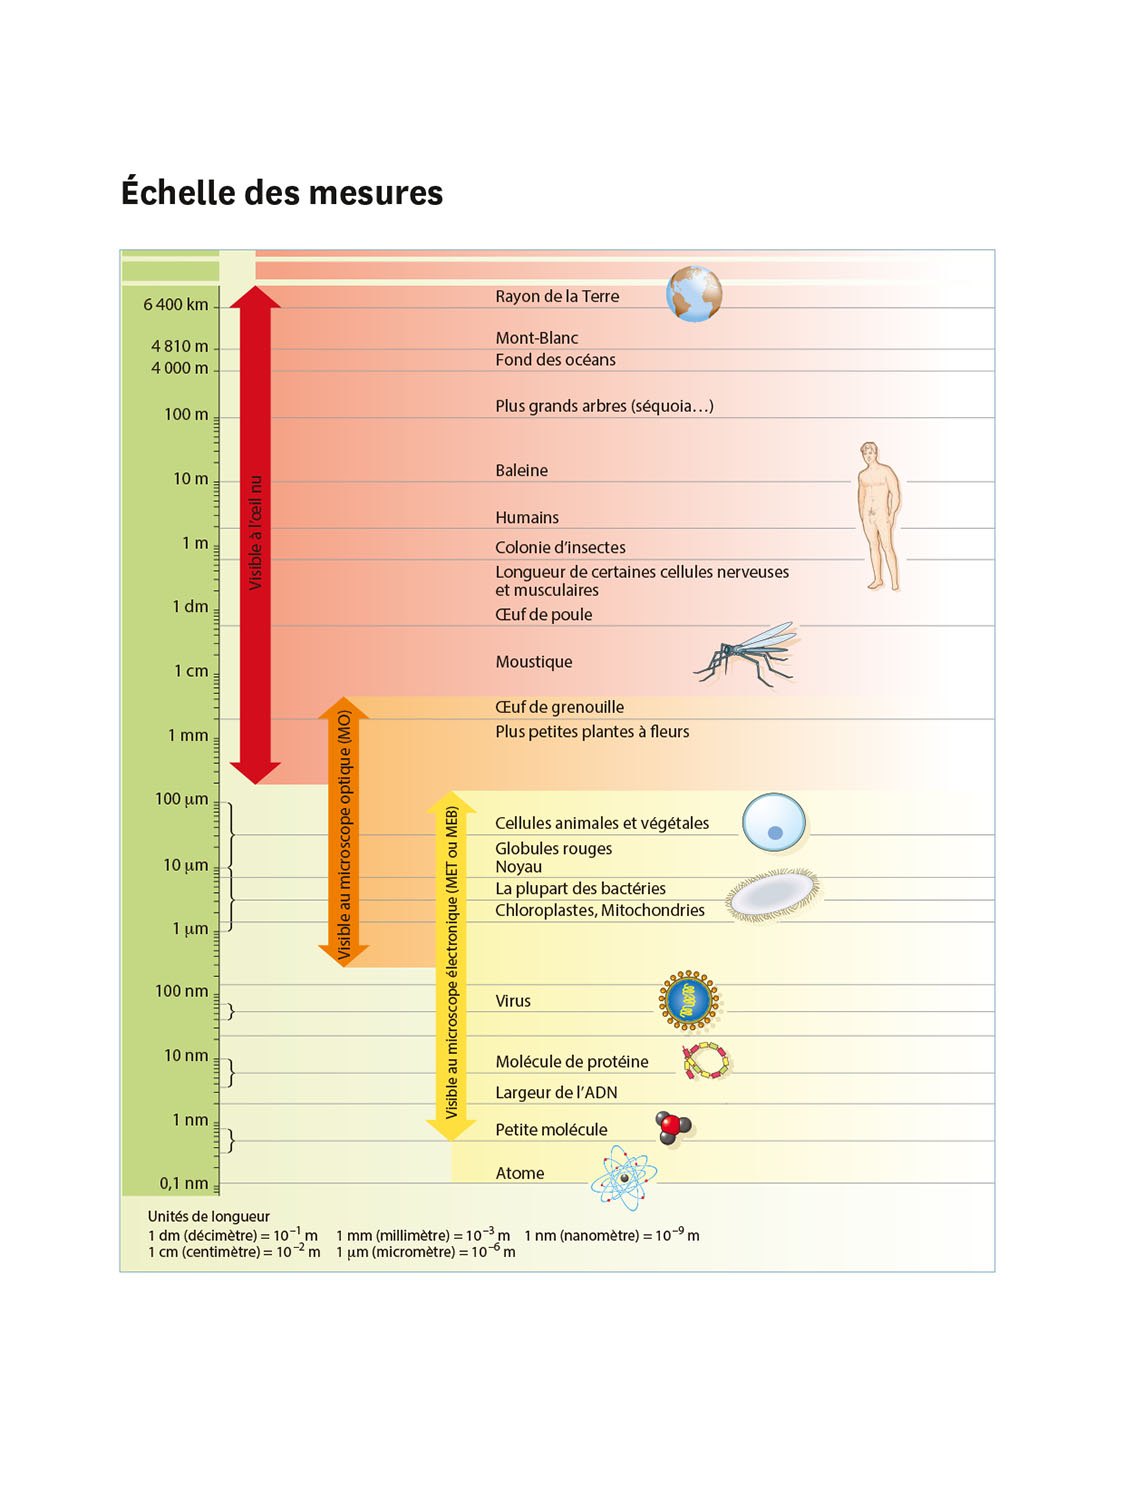 Échelle des mesures
6 400 km
Rayon de la Terre
Mont-Blanc
4 810 m
Fond des océans
4 000 m
Plus grands arbres (séquoia…)
100 m
Baleine
10 m
Visible à l'œil nu
Humains
1 m
Colonie d'insectes
Longueur de certaines cellules nerveuses
et musculaires
1 dm
Œuf de poule
Moustique
1 cm
Œuf de grenouille
Plus petites plantes à fleurs
1 mm
Visible au microscope optique (MO)
100 µm
Visible au microscope électronique (MET ou MEB)
Cellules animales et végétales
Globules rouges
10 µm
Noyau
La plupart des bactéries
Chloroplastes, Mitochondries
1 µm
100 nm
Virus
10 nm
Molécule de protéine
Largeur de l'ADN
1 nm
Petite molécule
Atome
0,1 nm
Unités de longueur
1 dm (décimètre) = 10⁻¹ m 1 mm (millimètre) = 10⁻³ m 1 nm (nanomètre) = 10⁻⁹ m
1 cm (centimètre) = 10⁻² m 1 µm (micromètre) = 10⁻⁶ m